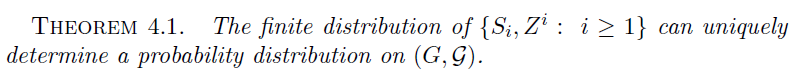 THEOREM 4.1. The finite distribution of {S_i, Z^i : i ≥ 1} can uniquely
determine a probability distribution on (G, 𝒢).